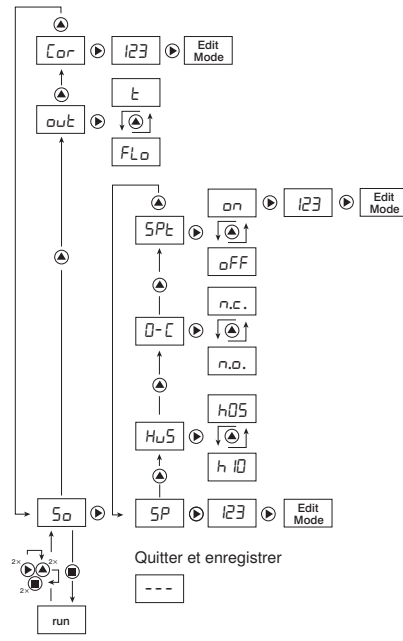 Cor 123 Edit Mode
t
out
FLo
on 123 Edit Mode
SPt
oFF
n.c.
O-C
n.o.
h05
HuS
h 10
So SP 123 Edit Mode
2× 2×
2×
Quitter et enregistrer
run
---